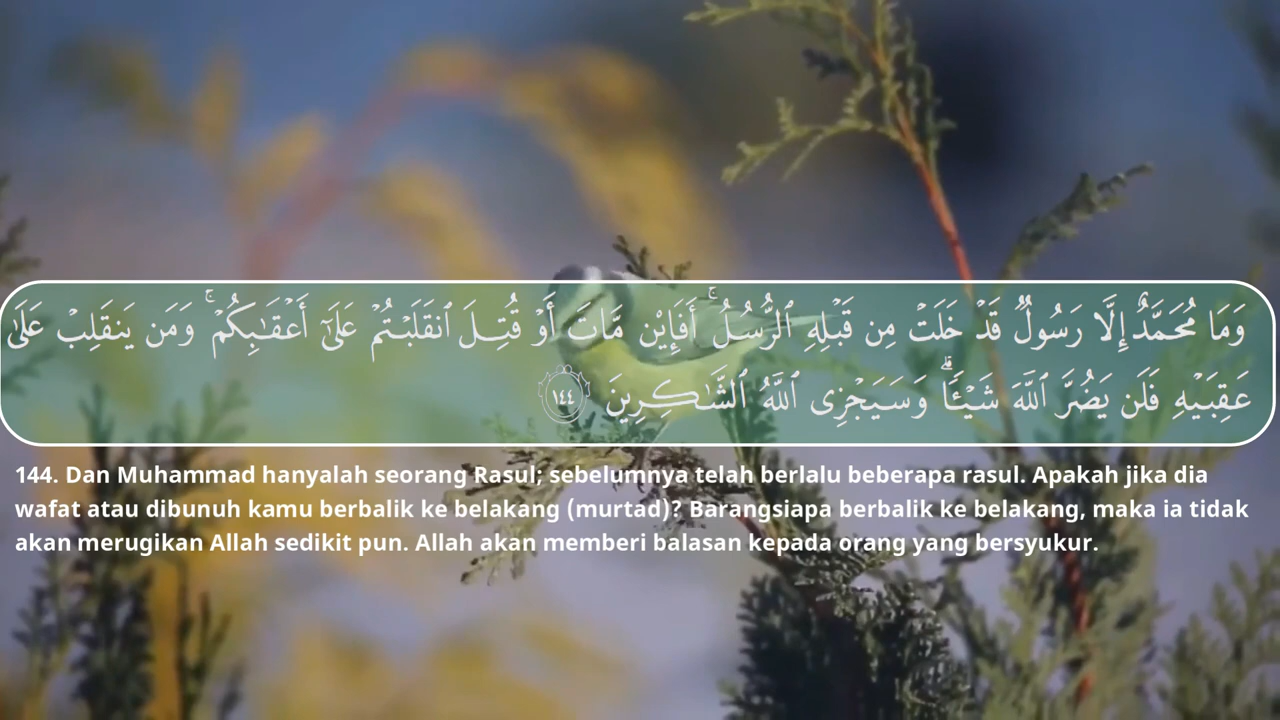 وَمَا مُحَمَّدٌ إِلَّا رَسُولٌ قَدْ خَلَتْ مِن قَبْلِهِ ٱلرُّسُلُ ۚ أَفَإِي۟ن مَّاتَ أَوْ قُتِلَ ٱنقَلَبْتُمْ عَلَىٰٓ أَعْقَـٰبِكُمْ ۚ وَمَن يَنقَلِبْ عَلَىٰ
عَقِبَيْهِ فَلَن يَضُرَّ ٱللَّهَ شَيْـًٔا ۗ وَسَيَجْزِى ٱللَّهُ ٱلشَّـٰكِرِينَ ١٤٤
144. Dan Muhammad hanyalah seorang Rasul; sebelumnya telah berlalu beberapa rasul. Apakah jika dia
wafat atau dibunuh kamu berbalik ke belakang (murtad)? Barangsiapa berbalik ke belakang, maka ia tidak
akan merugikan Allah sedikit pun. Allah akan memberi balasan kepada orang yang bersyukur.